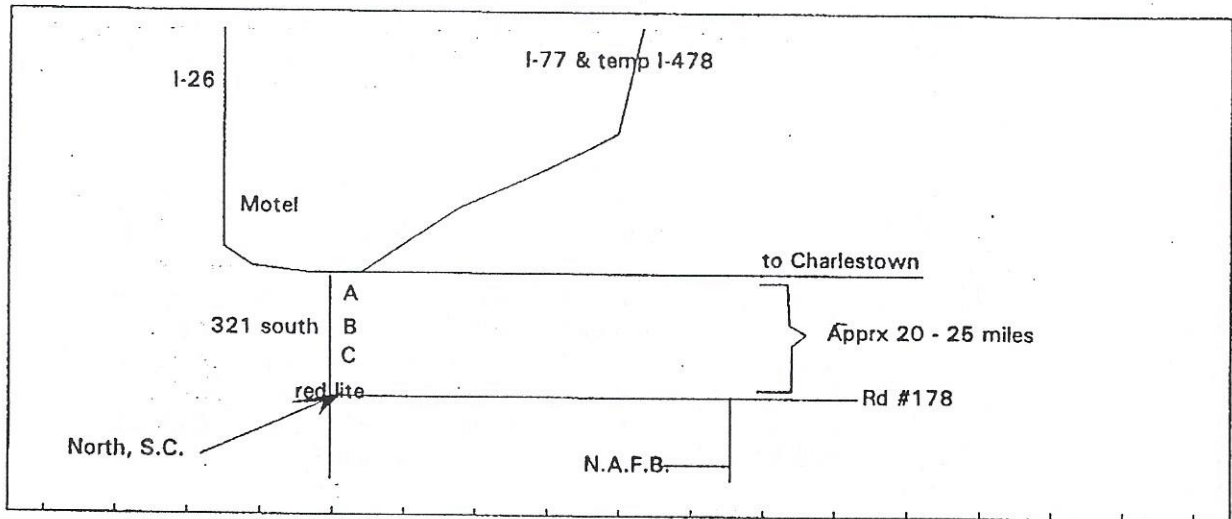 I-77 & temp I-478
I-26
Motel
to Charlestown
A
321 south
B
Apprx 20 - 25 miles
C
red lite
Rd #178
North, S.C.
N.A.F.B.